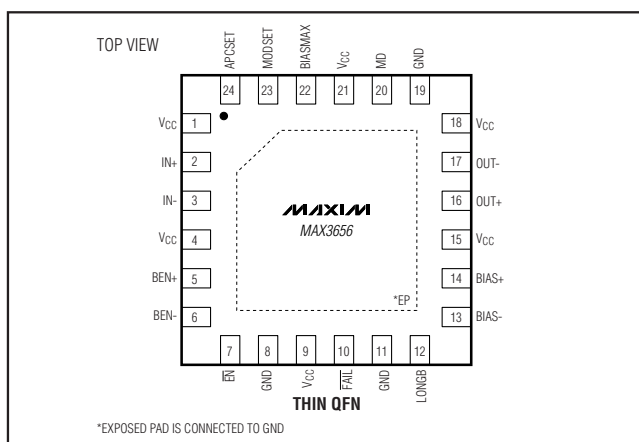 TOP VIEW
APCSET
MODSET
BIASMAX
VCC
MD
GND
24
23
22
21
20
19
VCC 1
IN+ 2
IN- 3
VCC 4
BEN+ 5
BEN- 6
18 VCC
17 OUT-
16 OUT+
15 VCC
14 BIAS+
13 BIAS-
MAXIM
MAX3656
*EP
7
8
9
10
11
12
E̅N̅
GND
VCC
F̅A̅I̅L̅
GND
LONGB
THIN QFN
*EXPOSED PAD IS CONNECTED TO GND